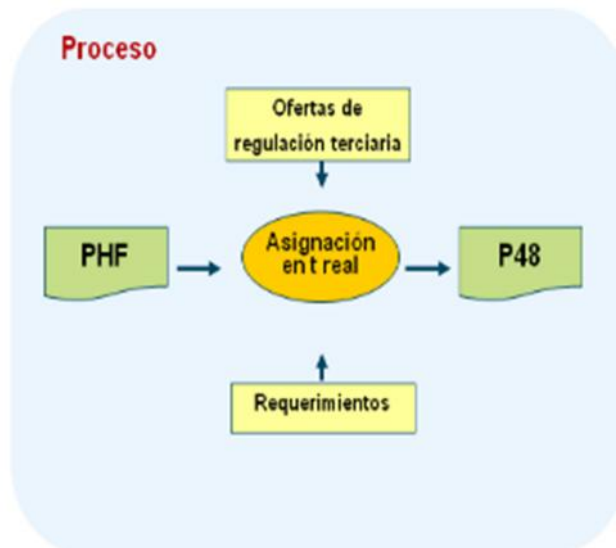 Proceso
Ofertas de
regulación terciaria
PHF
Asignación
en t real
P48
Requerimientos